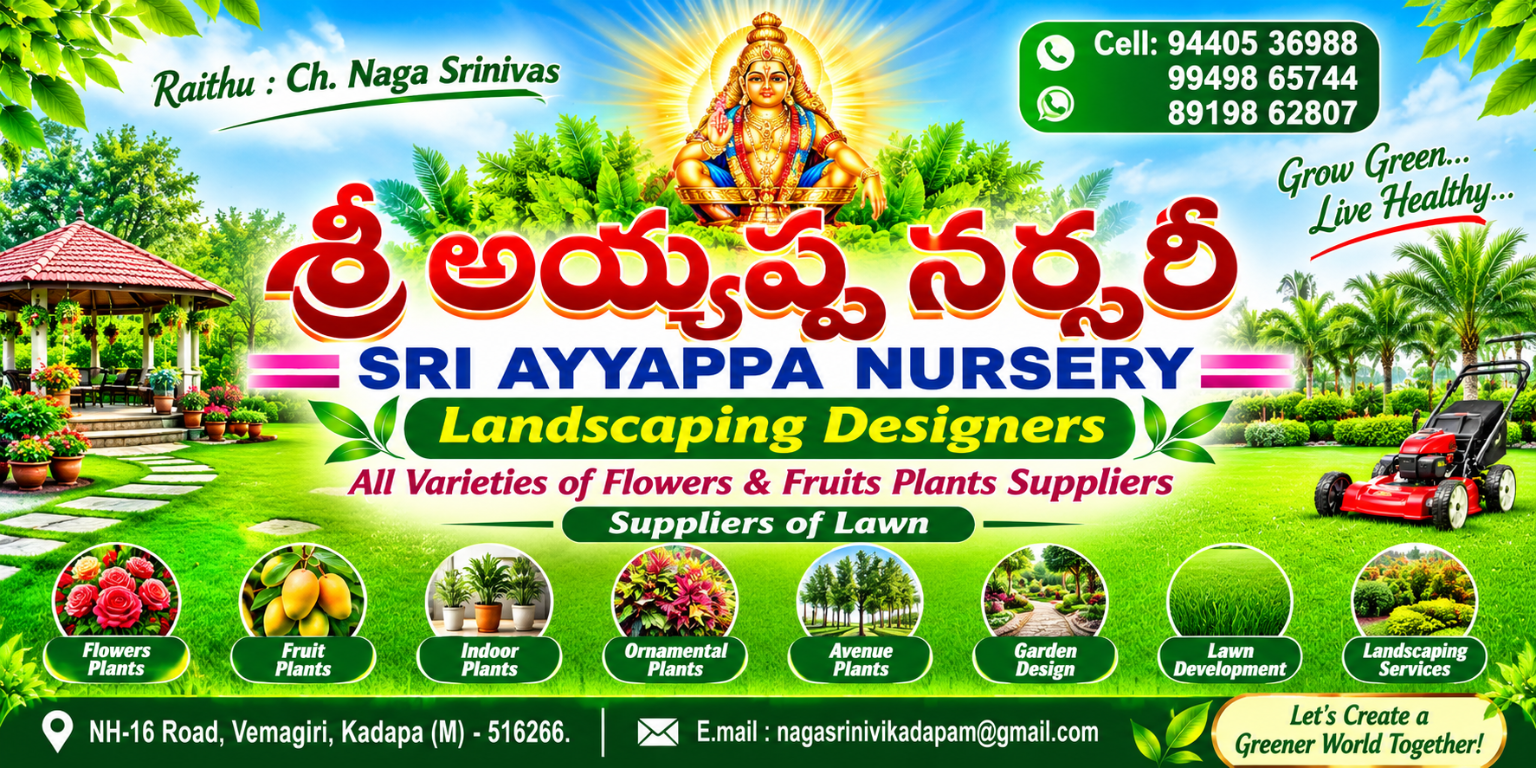 Raithu : Ch. Naga Srinivas
Cell: 94405 36988
99498 65744
89198 62807
Grow Green...
Live Healthy...
శ్రీ అయ్యప్ప నర్సరీ
SRI AYYAPPA NURSERY
Landscaping Designers
All Varieties of Flowers & Fruits Plants Suppliers
Suppliers of Lawn
Flowers
Plants
Fruit
Plants
Indoor
Plants
Ornamental
Plants
Avenue
Plants
Garden
Design
Lawn
Development
Landscaping
Services
NH-16 Road, Vemagiri, Kadapa (M) - 516266.
E.mail : nagasrinivikadapam@gmail.com
Let's Create a
Greener World Together!